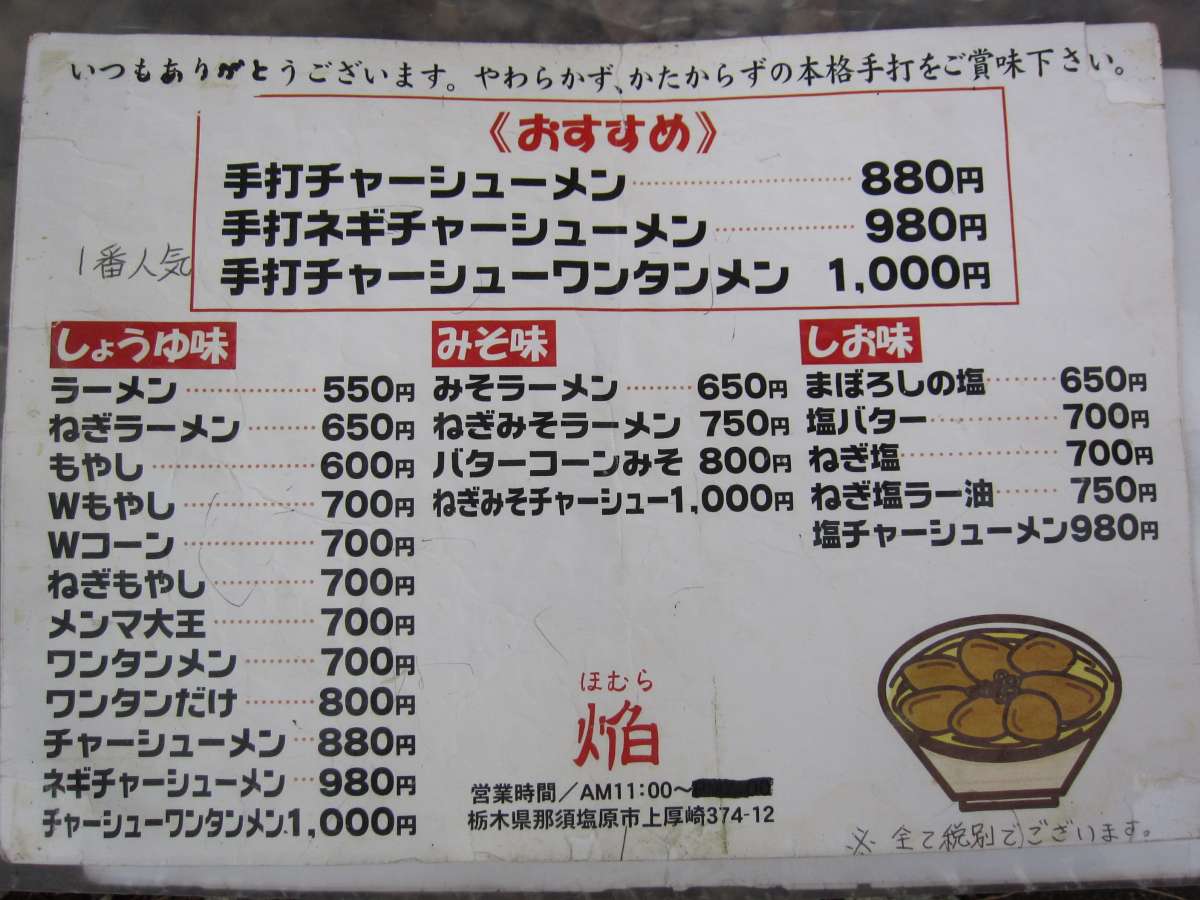 いつもありがとうございます。やわらかず、かたからずの本格手打をご賞味下さい。
《おすすめ》
手打チャーシューメン 880円
手打ネギチャーシューメン 980円
1番人気 手打チャーシューワンタンメン 1,000円
しょうゆ味
ラーメン 550円
ねぎラーメン 650円
もやし 600円
Wもやし 700円
Wコーン 700円
ねぎもやし 700円
メンマ大王 700円
ワンタンメン 700円
ワンタンだけ 800円
チャーシューメン 880円
ネギチャーシューメン 980円
チャーシューワンタンメン 1,000円
みそ味
みそラーメン 650円
ねぎみそラーメン 750円
バターコーンみそ 800円
ねぎみそチャーシュー 1,000円
しお味
まぼろしの塩 650円
塩バター 700円
ねぎ塩 700円
ねぎ塩ラー油 750円
塩チャーシューメン 980円
ほむら
焔
営業時間/AM11:00〜
栃木県那須塩原市上厚崎374-12
※ 全て税別でございます。